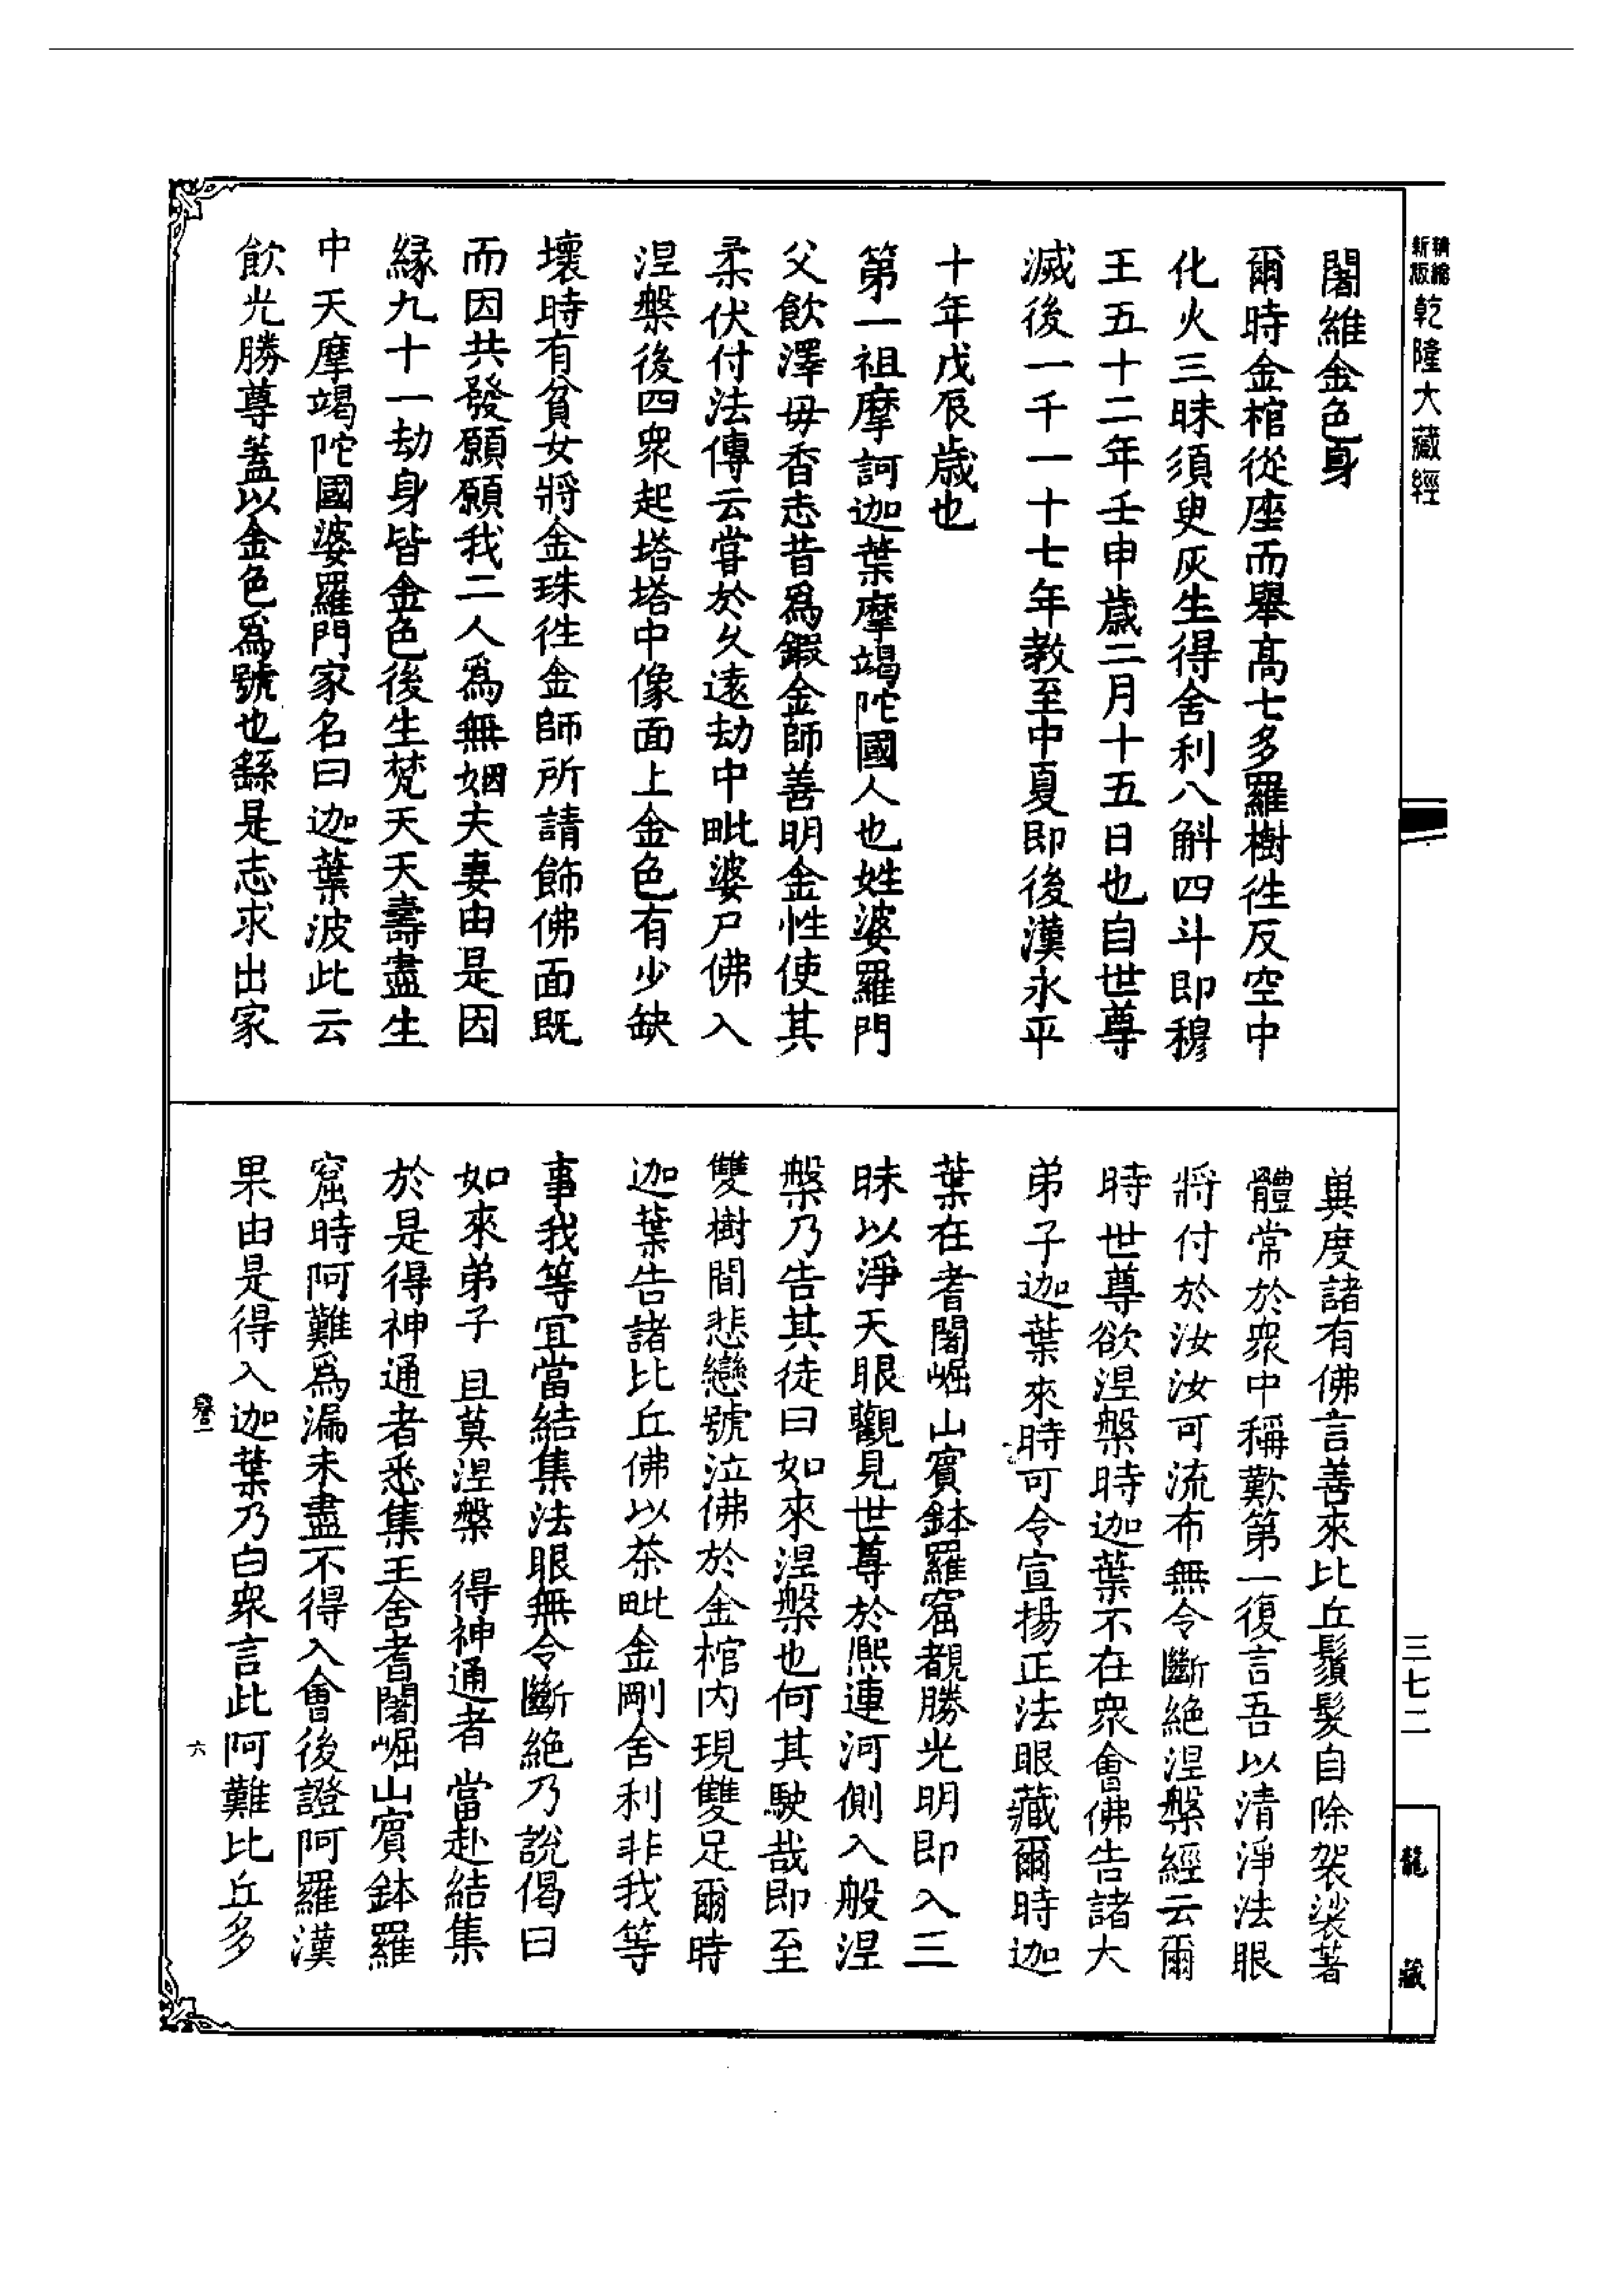 精縮
新版
乾隆大藏經
闍維金色身
爾時金棺從座而舉髙七多羅樹徃反空中
化火三昧須臾灰生得舍利八斛四斗即穆
王五十二年壬申歲二月十五日也自世尊
滅後一千一十七年教至中夏即後漢永平
十年戊辰歲也
第一祖摩訶迦葉摩竭陀國人也姓婆羅門
父飲澤毋香志昔爲鍜金師善明金性使其
柔伏付法傳云嘗於久遠劫中毗婆尸佛入
涅槃後四衆起塔塔中像面上金色有少缺
壞時有貧女將金珠徃金師所請飾佛面既
而因共發願願我二人爲無姻夫妻由是因
緣九十一劫身皆金色後生梵天天壽盡生
中天摩竭陀國婆羅門家名曰迦葉波此云
飲光勝尊蓋以金色爲號也繇是志求出家
兾度諸有佛言善來比丘鬚髮自除袈裟著
體常於衆中稱歎第一復言吾以清淨法眼
將付於汝汝可流布無令斷絶涅槃經云爾
時世尊欲涅槃時迦葉不在衆會佛告諸大
弟子迦葉來時可令宣揚正法眼藏爾時迦
葉在耆闍崛山賓鉢羅窟覩勝光明即入三
昧以淨天眼觀見世尊於熙連河側入般涅
槃乃告其徒曰如來涅槃也何其駛哉即至
雙樹間悲戀號泣佛於金棺内現雙足爾時
迦葉告諸比丘佛以茶毗金剛舍利非我等
事我等宜當結集法眼無令斷絶乃說偈曰
如來弟子 且莫涅槃 得神通者 當赴結集
於是得神通者悉集王舍耆闍崛山賓鉢羅
窟時阿難爲漏未盡不得入會後證阿羅漢
果由是得入迦葉乃白衆言此阿難比丘多
譽一
六
三七二
龍藏